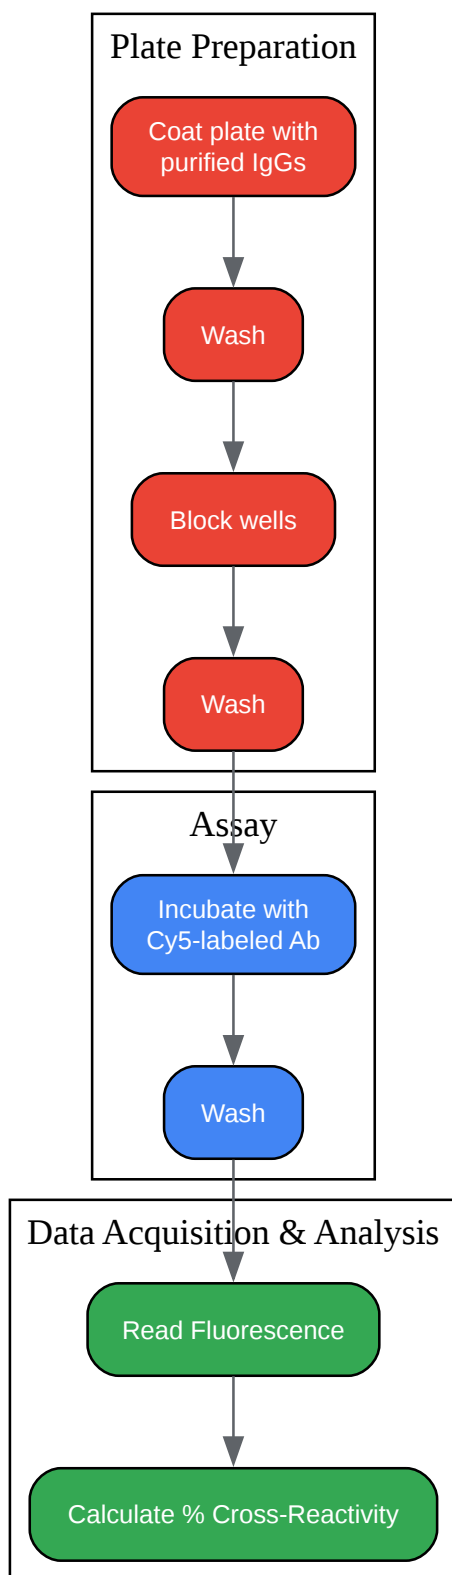 Plate Preparation
Coat plate with
purified IgGs
Wash
Block wells
Wash
Assay
Incubate with
Cy5-labeled Ab
Wash
Data Acquisition & Analysis
Read Fluorescence
Calculate % Cross-Reactivity